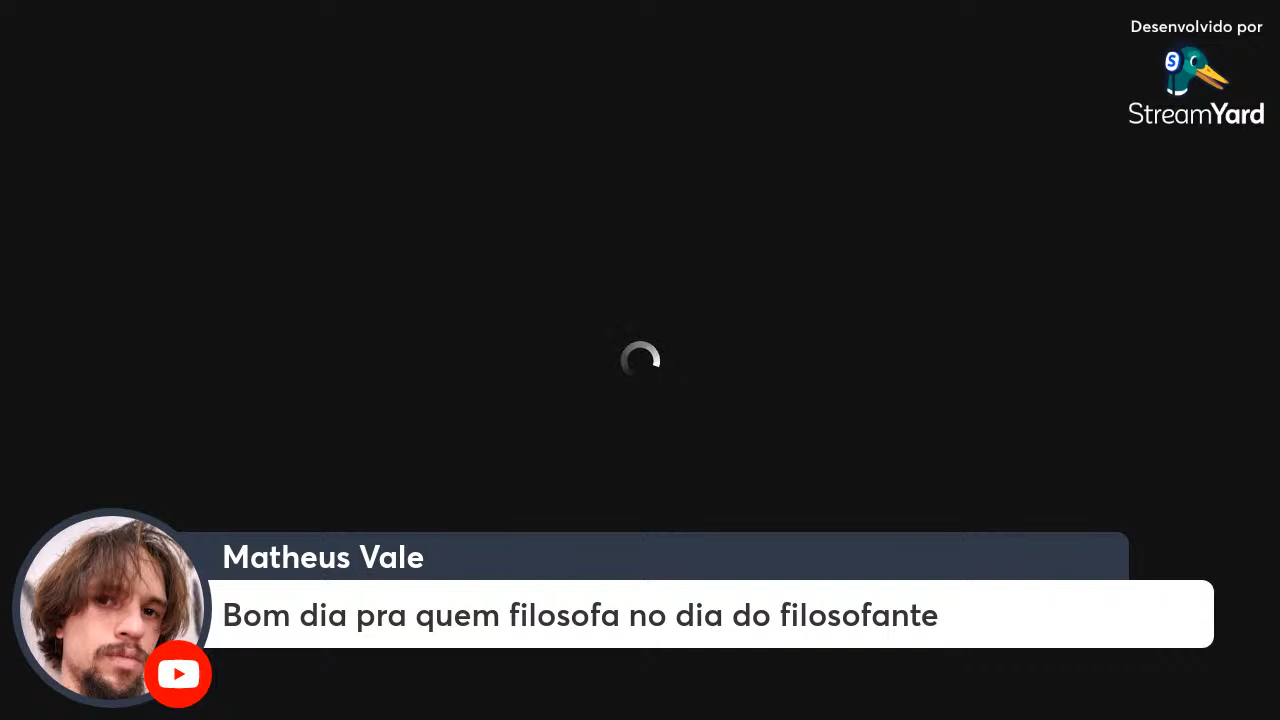 Desenvolvido por
S
StreamYard
Matheus Vale
Bom dia pra quem filosofa no dia do filosofante